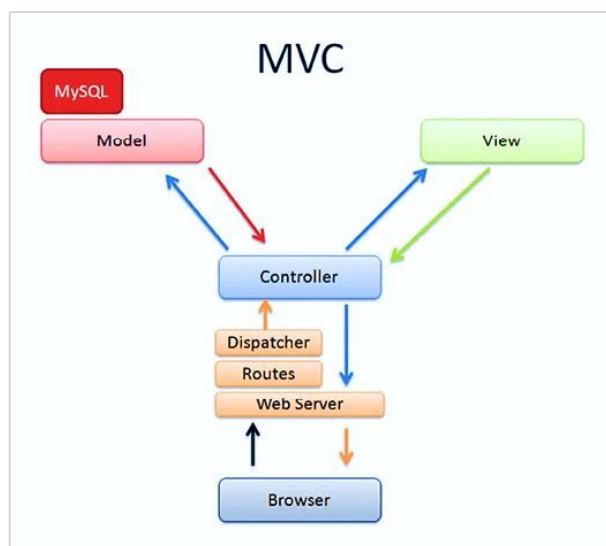 MVC
MySQL
Model
View
Controller
Dispatcher
Routes
Web Server
Browser